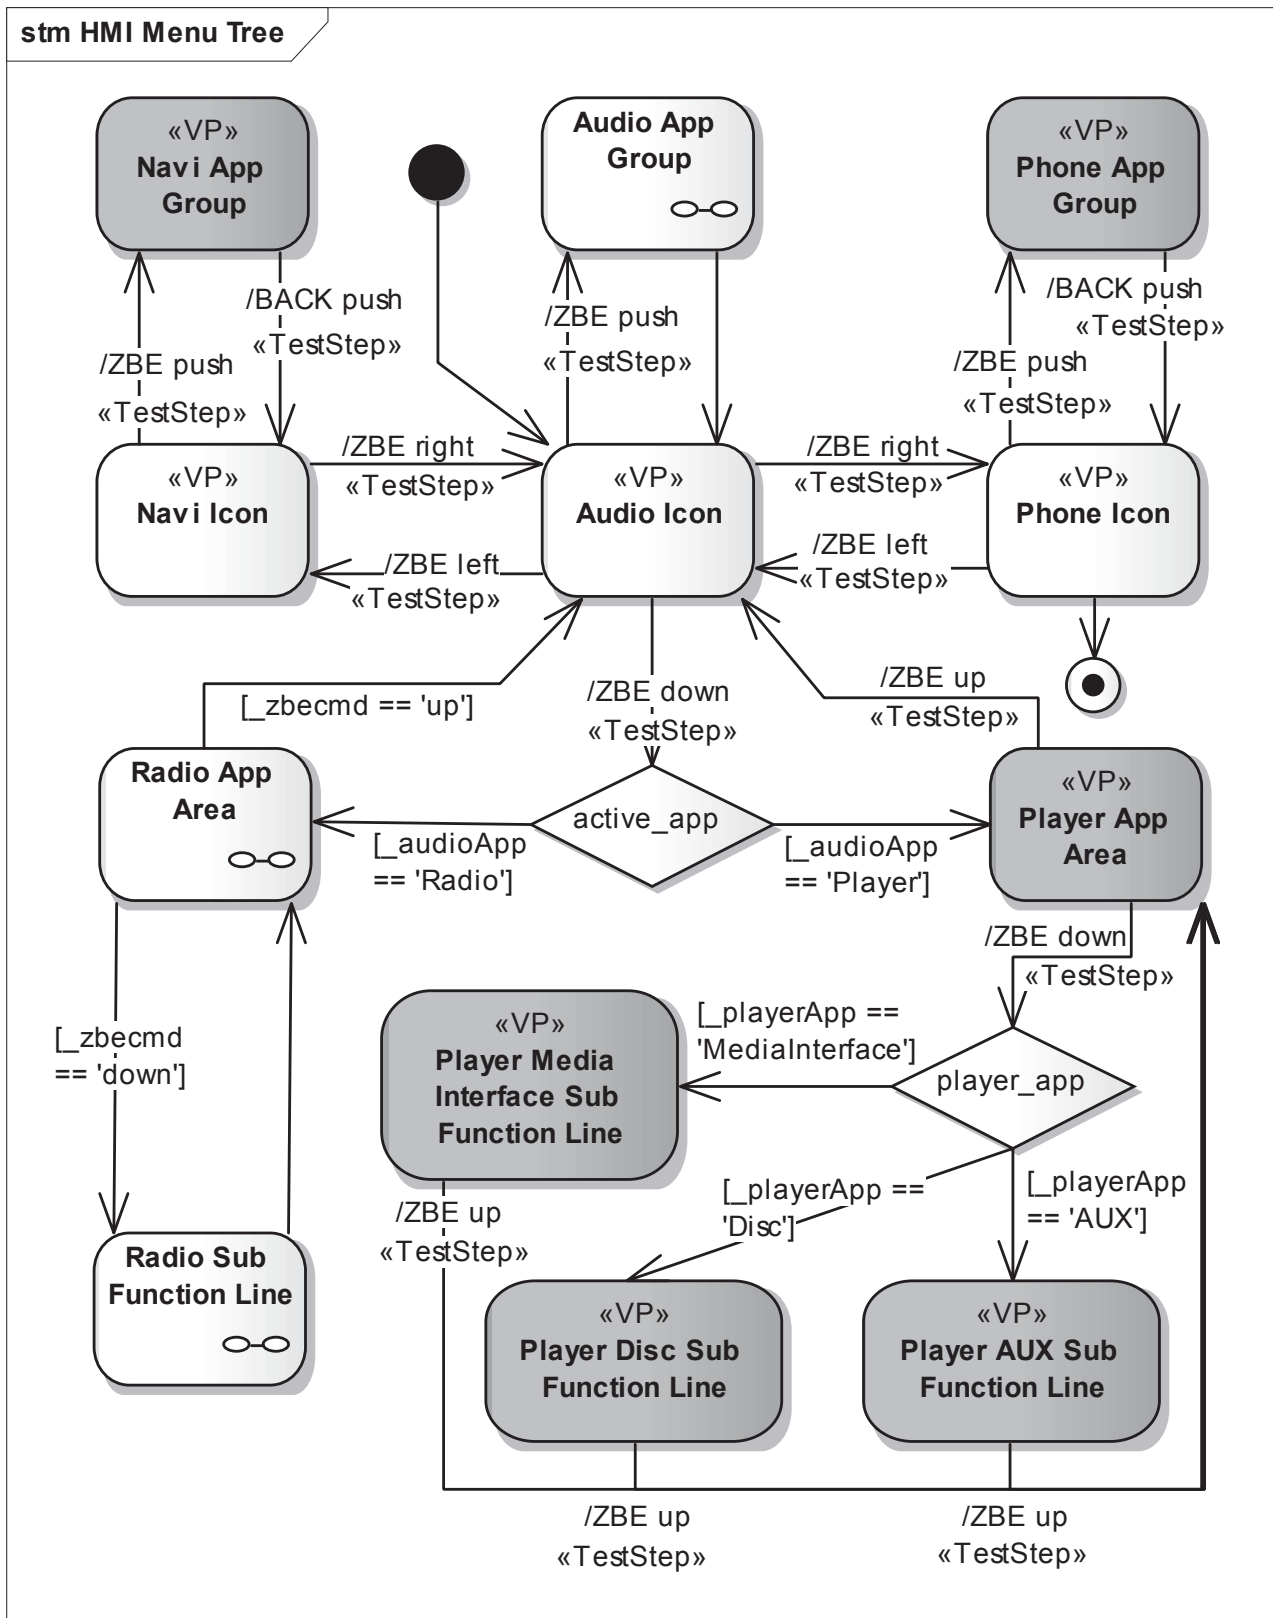 stm HMI Menu Tree
«VP»
Navi App
Group
Audio App
Group
«VP»
Phone App
Group
/BACK push
«TestStep»
/ZBE push
«TestStep»
/ZBE push
«TestStep»
/BACK push
«TestStep»
/ZBE push
«TestStep»
«VP»
Navi Icon
/ZBE right
«TestStep»
«VP»
Audio Icon
/ZBE right
«TestStep»
«VP»
Phone Icon
/ZBE left
«TestStep»
/ZBE left
«TestStep»
[_zbecmd == 'up']
/ZBE down
«TestStep»
/ZBE up
«TestStep»
Radio App
Area
active_app
«VP»
Player App
Area
[_audioApp
== 'Radio']
[_audioApp
== 'Player']
/ZBE down
«TestStep»
[_zbecmd
== 'down']
«VP»
Player Media
Interface Sub
Function Line
[_playerApp ==
'MediaInterface']
player_app
/ZBE up
«TestStep»
[_playerApp ==
'Disc']
[_playerApp
== 'AUX']
Radio Sub
Function Line
«VP»
Player Disc Sub
Function Line
«VP»
Player AUX Sub
Function Line
/ZBE up
«TestStep»
/ZBE up
«TestStep»